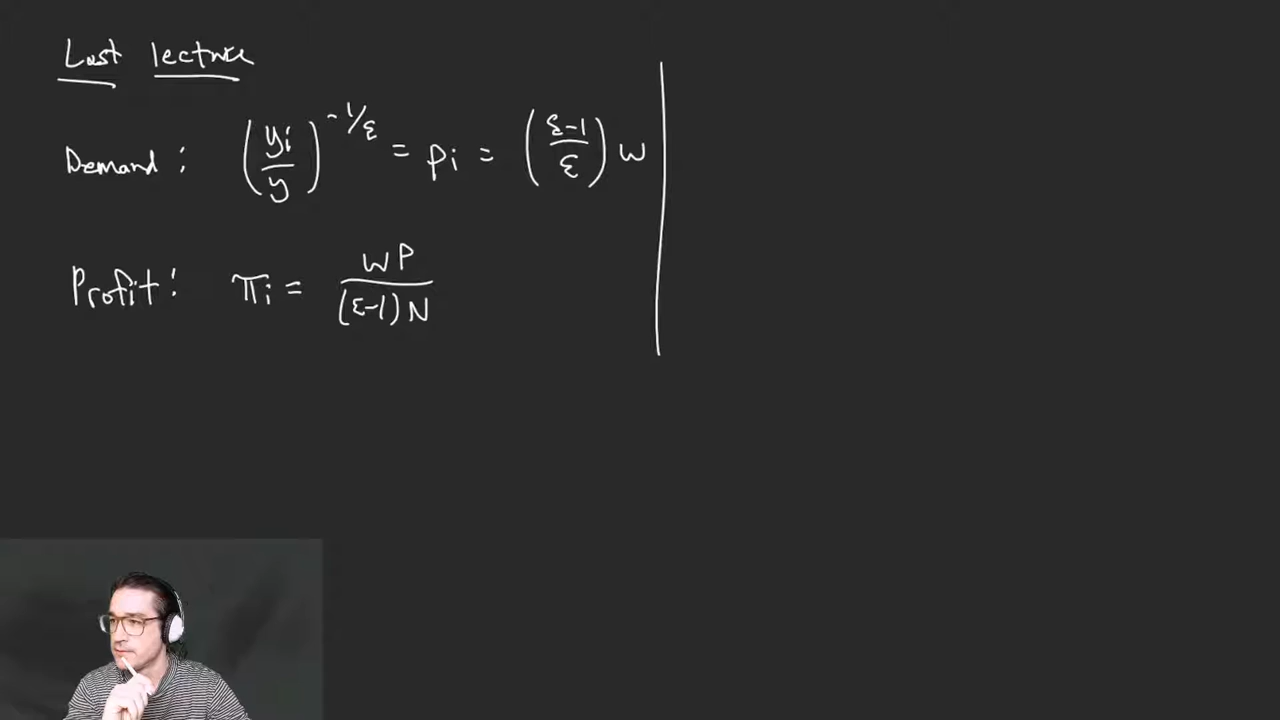 Last lecture
Demand: (yi/y)^-1/ε = pi = (ε-1/ε) w
Profit: πi = wP/(ε-1)N